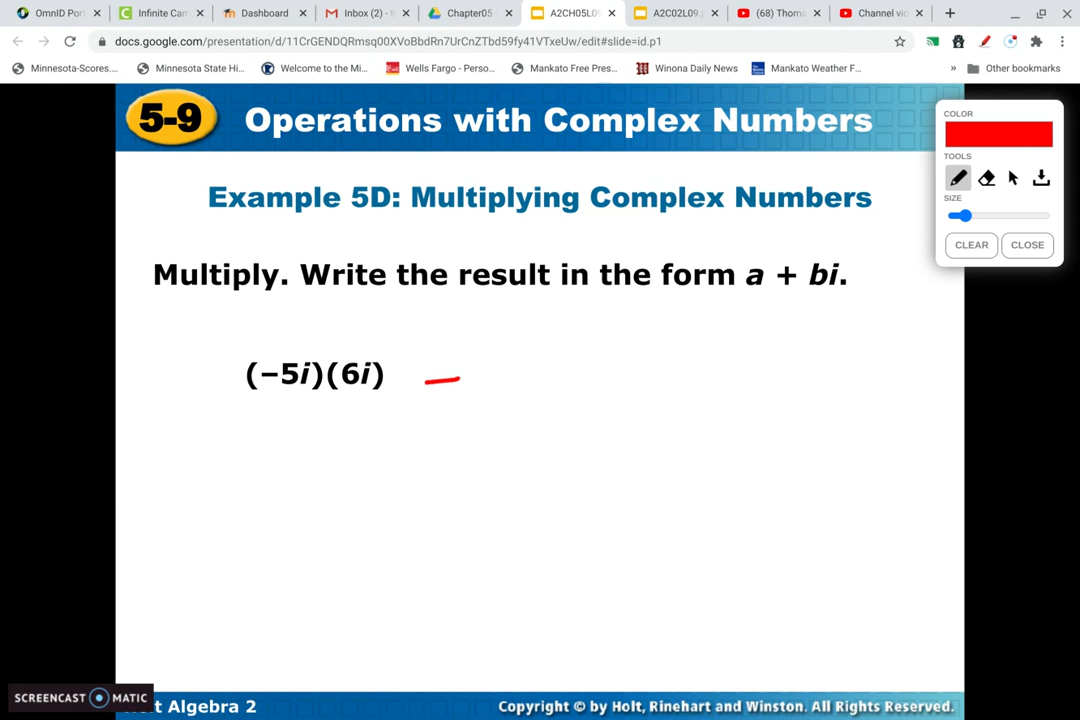 OmnID Port
Infinite Cam
Dashboard
Inbox (2) - t
Chapter05 -
A2CH05L09
A2C02L09.p
(68) Thoma
Channel vid
docs.google.com/presentation/d/11CrGENDQRmsq00XVoBbdRn7UrCnZTbd59fy41VTxeUw/edit#slide=id.p1
Minnesota-Scores....
Minnesota State Hi...
Welcome to the Mi...
Wells Fargo - Perso...
Mankato Free Pres...
Winona Daily News
Mankato Weather F...
» Other bookmarks
5-9 Operations with Complex Numbers
COLOR
TOOLS
SIZE
CLEAR CLOSE
Example 5D: Multiplying Complex Numbers
Multiply. Write the result in the form a + bi.
(−5i)(6i)
SCREENCAST MATIC
Algebra 2
Copyright © by Holt, Rinehart and Winston. All Rights Reserved.